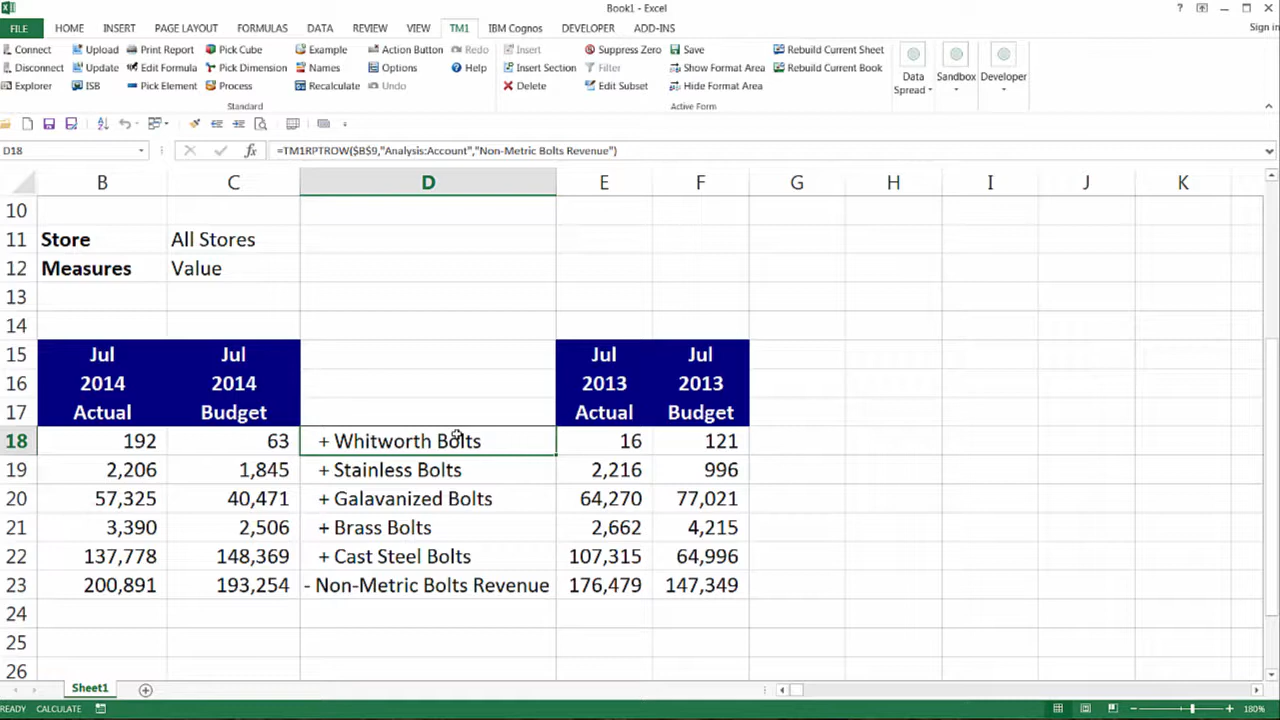 Book1 - Excel
Sign in
FILE HOME INSERT PAGE LAYOUT FORMULAS DATA REVIEW VIEW TM1 IBM Cognos DEVELOPER ADD-INS
Connect Upload Print Report Pick Cube Example Action Button Redo Insert Suppress Zero Save Rebuild Current Sheet
Disconnect Update Edit Formula Pick Dimension Names Options Help Insert Section Filter Show Format Area Rebuild Current Book
Explorer ISB Pick Element Process Recalculate Undo Delete Edit Subset Hide Format Area
Data Spread Sandbox Developer
Standard Active Form
D18 fx =TM1RPTROW($B$9,"Analysis:Account","Non-Metric Bolts Revenue")
B C D E F G H I J K
10
11 Store All Stores
12 Measures Value
13
14
15 Jul Jul Jul Jul
16 2014 2014 2013 2013
17 Actual Budget Actual Budget
18 192 63 + Whitworth Bolts 16 121
19 2,206 1,845 + Stainless Bolts 2,216 996
20 57,325 40,471 + Galavanized Bolts 64,270 77,021
21 3,390 2,506 + Brass Bolts 2,662 4,215
22 137,778 148,369 + Cast Steel Bolts 107,315 64,996
23 200,891 193,254 - Non-Metric Bolts Revenue 176,479 147,349
24
25
26
Sheet1
READY CALCULATE 180%